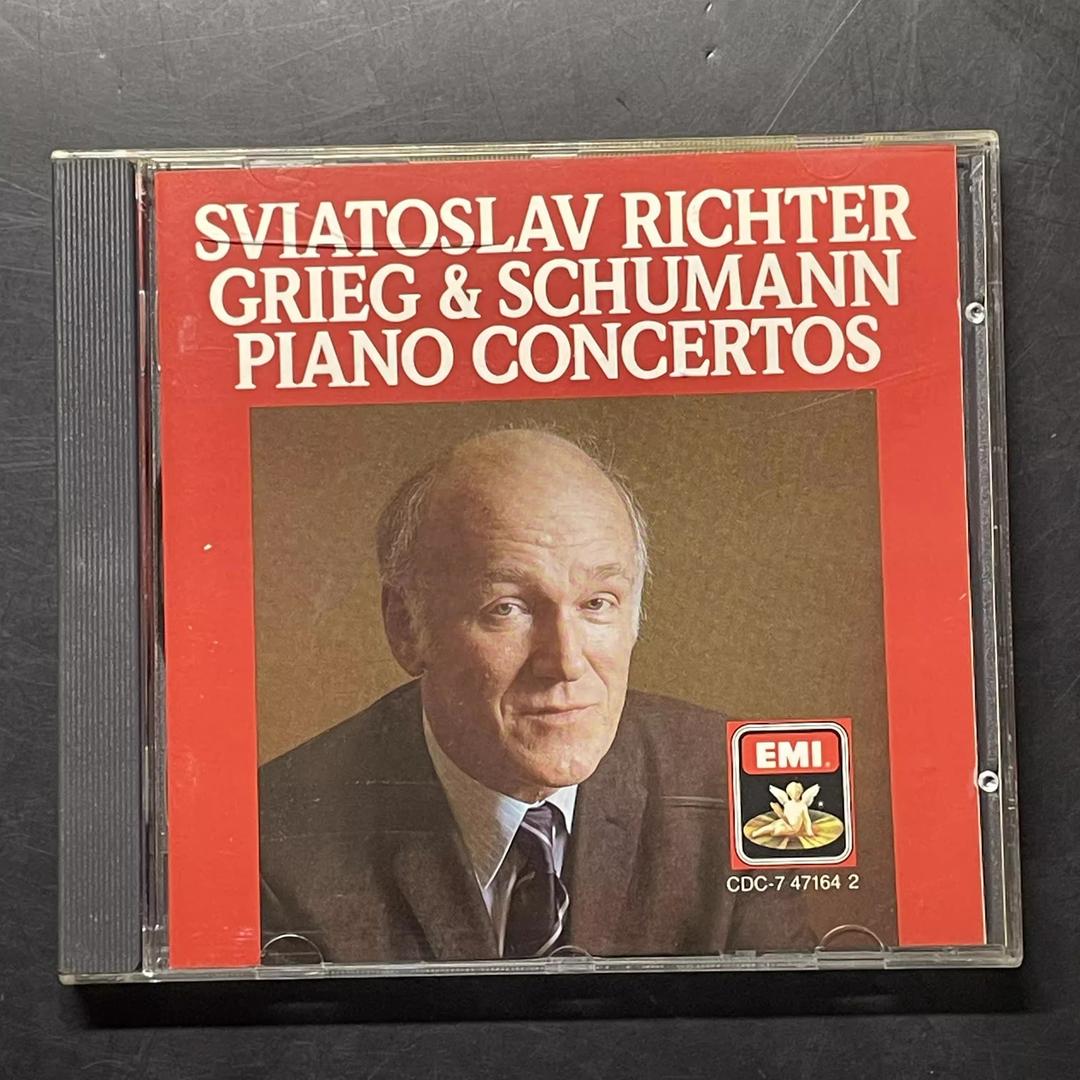 SVIATOSLAV RICHTER
GRIEG & SCHUMANN
PIANO CONCERTOS
EMI
CDC-7 47164 2